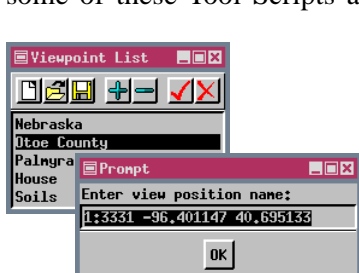 some of these Tool Scripts a
Viewpoint List
Nebraska
Otoe County
Palmyra
House
Soils
Prompt
Enter view position name:
1:3331 -96.401147 40.695133
OK